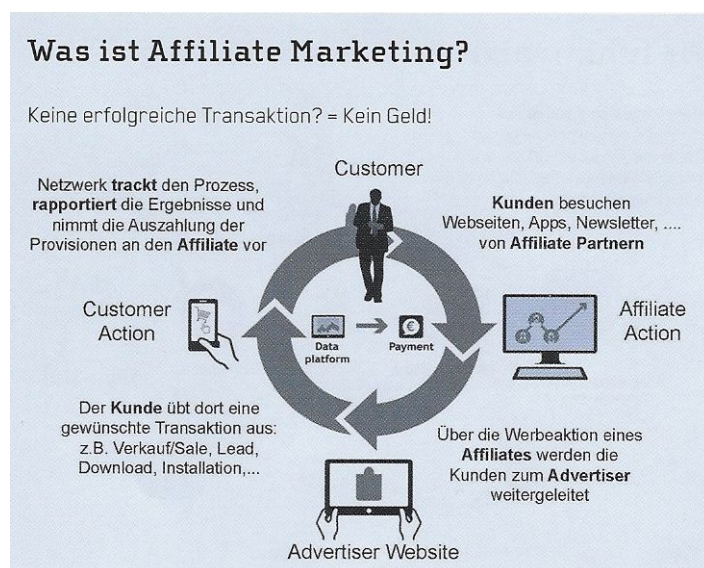 Was ist Affiliate Marketing?
Keine erfolgreiche Transaktion? = Kein Geld!
Customer
Netzwerk trackt den Prozess,
rapportiert die Ergebnisse und
nimmt die Auszahlung der
Provisionen an den Affiliate vor
Kunden besuchen
Webseiten, Apps, Newsletter, ....
von Affiliate Partnern
Customer
Action
Data
platform
Payment
Affiliate
Action
Der Kunde übt dort eine
gewünschte Transaktion aus:
z.B. Verkauf/Sale, Lead,
Download, Installation,...
Über die Werbeaktion eines
Affiliates werden die
Kunden zum Advertiser
weitergeleitet
Advertiser Website